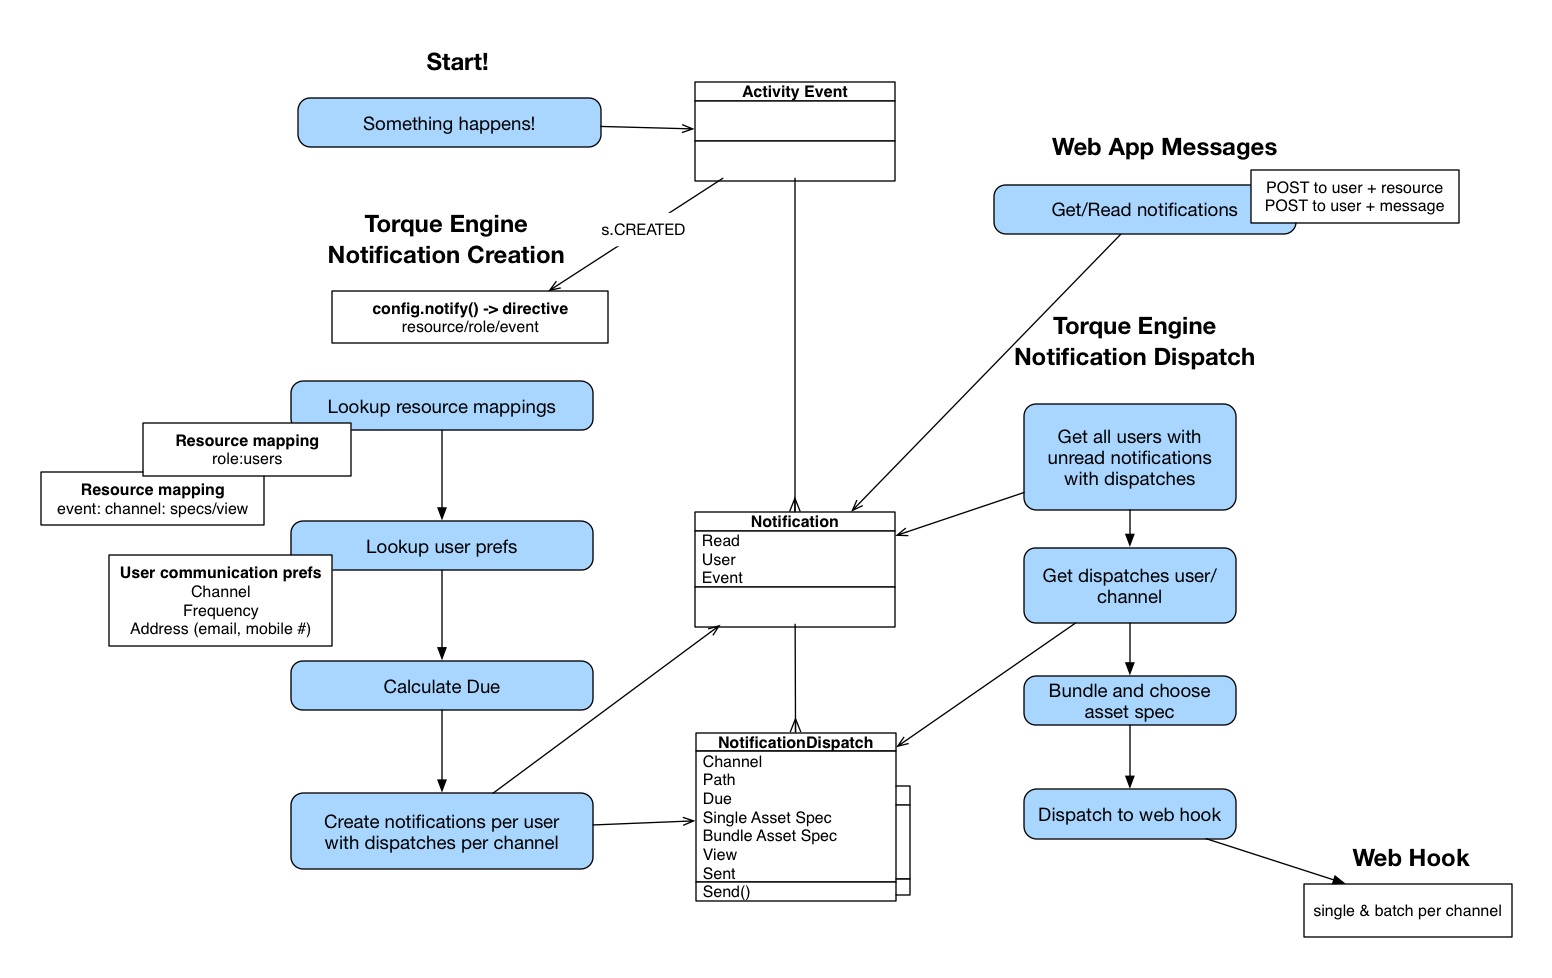 Start!
Something happens!
Activity Event
Web App Messages
Get/Read notifications
POST to user + resource
POST to user + message
s.CREATED
Torque Engine
Notification Creation
config.notify() -> directive
resource/role/event
Lookup resource mappings
Resource mapping
role:users
Resource mapping
event: channel: specs/view
Lookup user prefs
User communication prefs
Channel
Frequency
Address (email, mobile #)
Calculate Due
Create notifications per user
with dispatches per channel
Notification
Read
User
Event
NotificationDispatch
Channel
Path
Due
Single Asset Spec
Bundle Asset Spec
View
Sent
Send()
Torque Engine
Notification Dispatch
Get all users with
unread notifications
with dispatches
Get dispatches user/
channel
Bundle and choose
asset spec
Dispatch to web hook
Web Hook
single & batch per channel